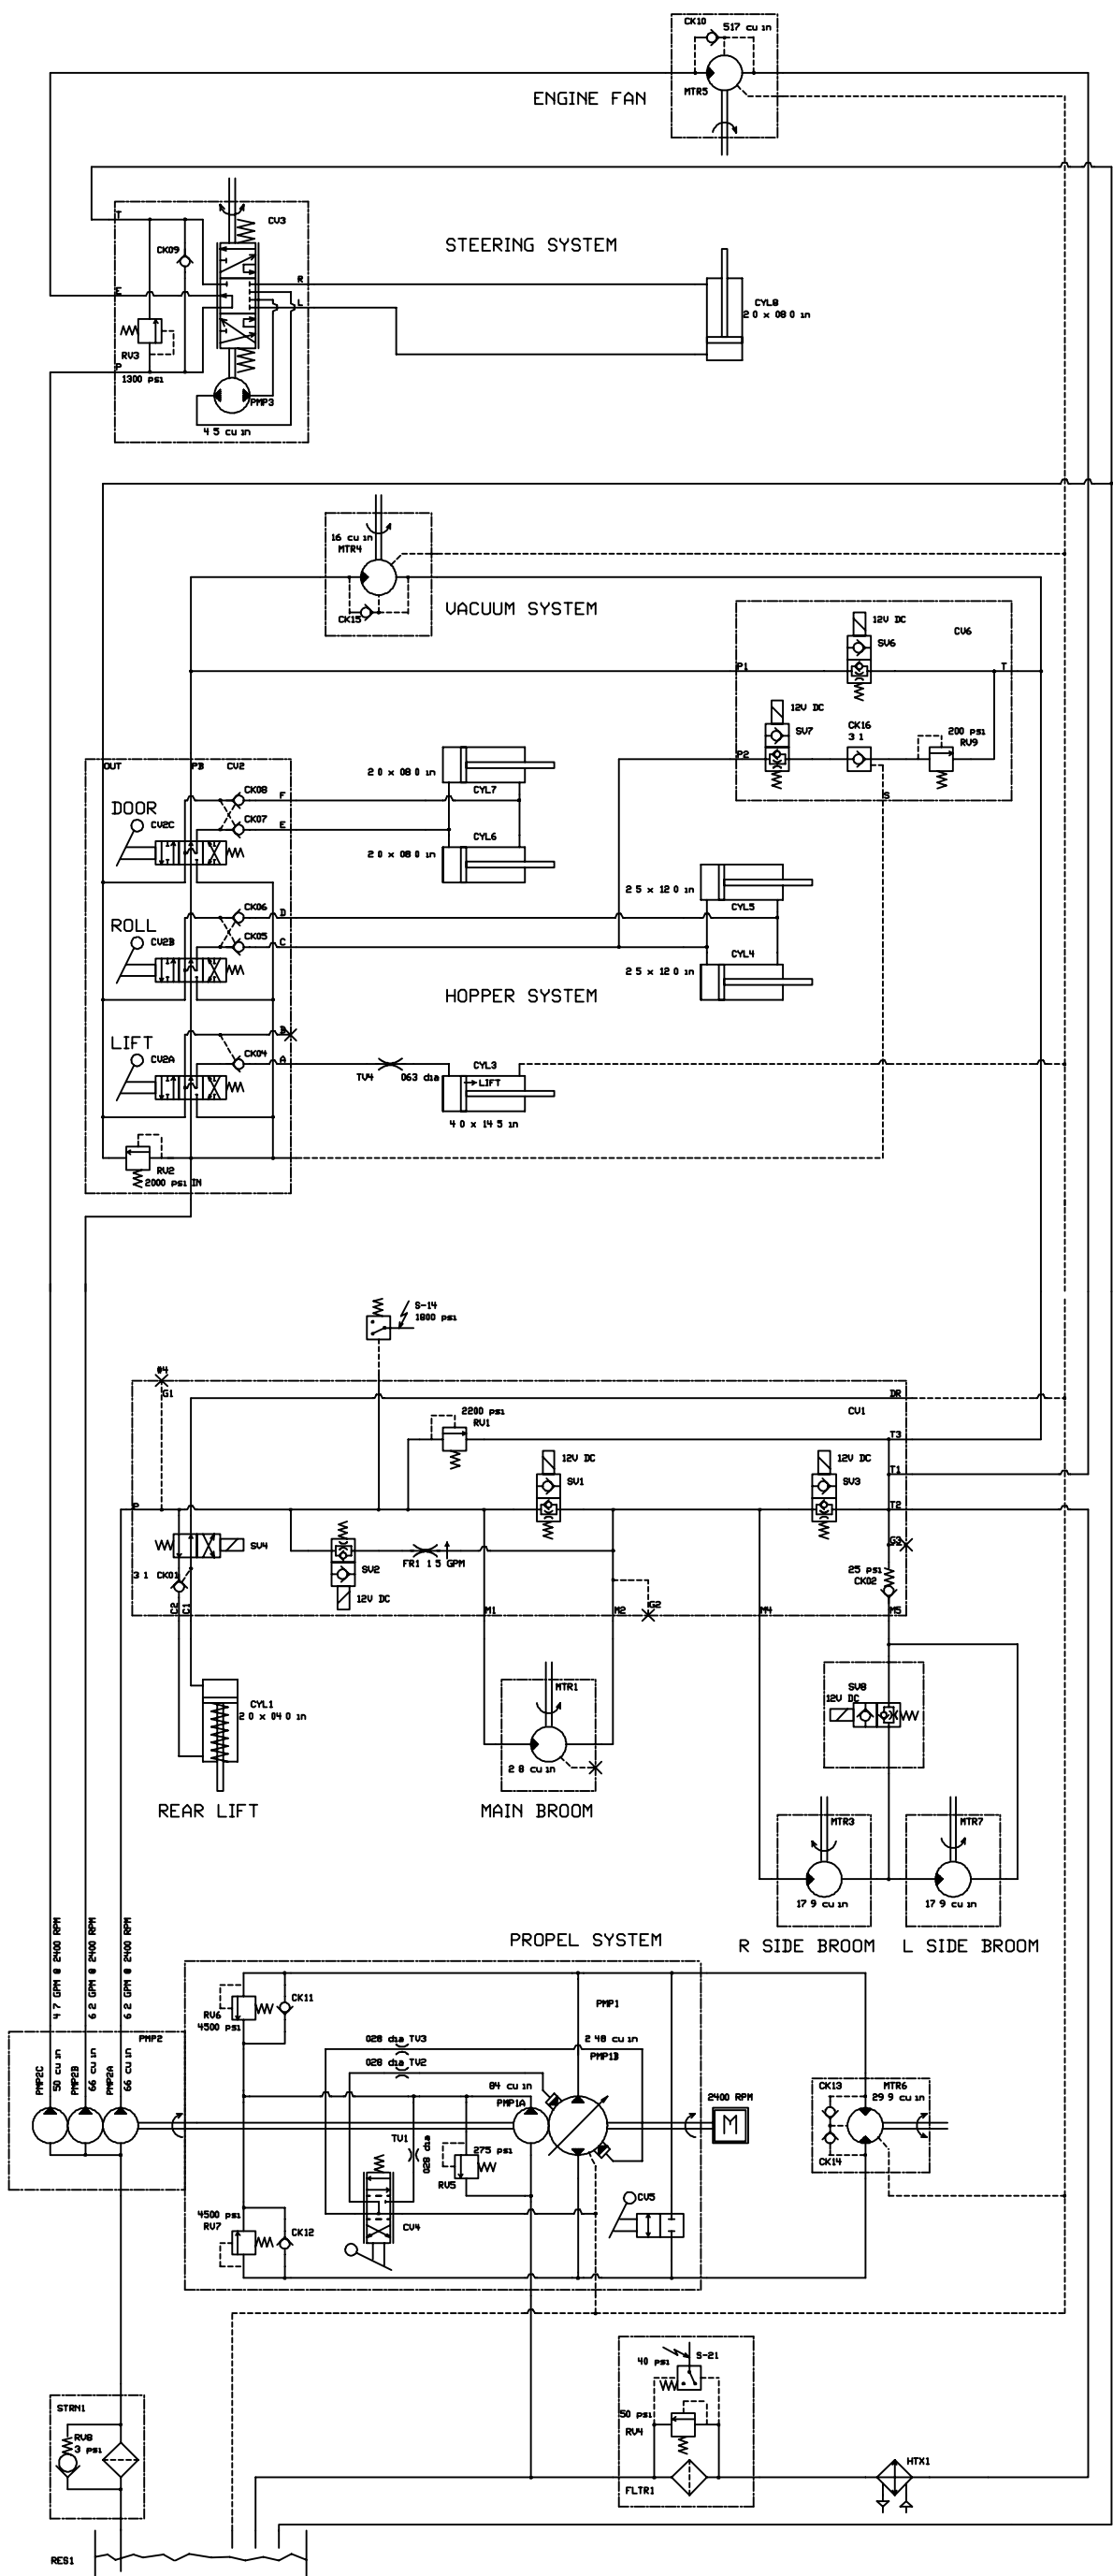 CK10
517 cu in
MTR5
ENGINE FAN
T
CV3
CK09
STEERING SYSTEM
R
E
L
CYL8
2 0 x 08 0 in
RV3
P
1300 psi
PMP3
4 5 cu in
16 cu in
MTR4
CK15
VACUUM SYSTEM
12V DC
CV6
SV6
P1
T
12V DC
SV7
CK16
3 1
200 psi
RV9
P2
S
OUT
PB
CV2
2 0 x 08 0 in
CYL7
DOOR
CK08
F
CV2C
CK07
E
CYL6
2 0 x 08 0 in
2 5 x 12 0 in
CYL5
ROLL
CK06
D
CV2B
CK05
C
CYL4
2 5 x 12 0 in
HOPPER SYSTEM
LIFT
B
CV2A
CK04
A
TV4
063 dia
CYL3
LIFT
4 0 x 14 5 in
RV2
2000 psi IN
S-14
1800 psi
#4
G1
DR
2200 psi
RV1
CV1
T3
12V DC
SV1
12V DC
SV3
T1
P
T2
SV4
G3
SV2
FR1 1 5 GPM
3 1 CK01
25 psi
CK02
12V DC
C2
C1
M1
M2
G2
M4
M5
MTR1
SV8
12V DC
CYL1
2 0 x 04 0 in
2 8 cu in
REAR LIFT
MAIN BROOM
MTR3
MTR7
17 9 cu in
17 9 cu in
R SIDE BROOM
L SIDE BROOM
PROPEL SYSTEM
4 7 GPM @ 2400 RPM
6 2 GPM @ 2400 RPM
6 2 GPM @ 2400 RPM
CK11
RV6
4500 psi
PMP1
PMP2
028 dia TV3
2 48 cu in
PMP1B
028 dia TV2
PMP2C
50 cu in
PMP2B
66 cu in
PMP2A
66 cu in
84 cu in
PMP1A
2400 RPM
M
CK13
MTR6
29 9 cu in
CK14
TV1
028 dia
275 psi
RV5
4500 psi
RV7
CK12
CV4
CV5
S-21
40 psi
50 psi
RV4
FLTR1
HTX1
STRN1
RV8
3 psi
RES1